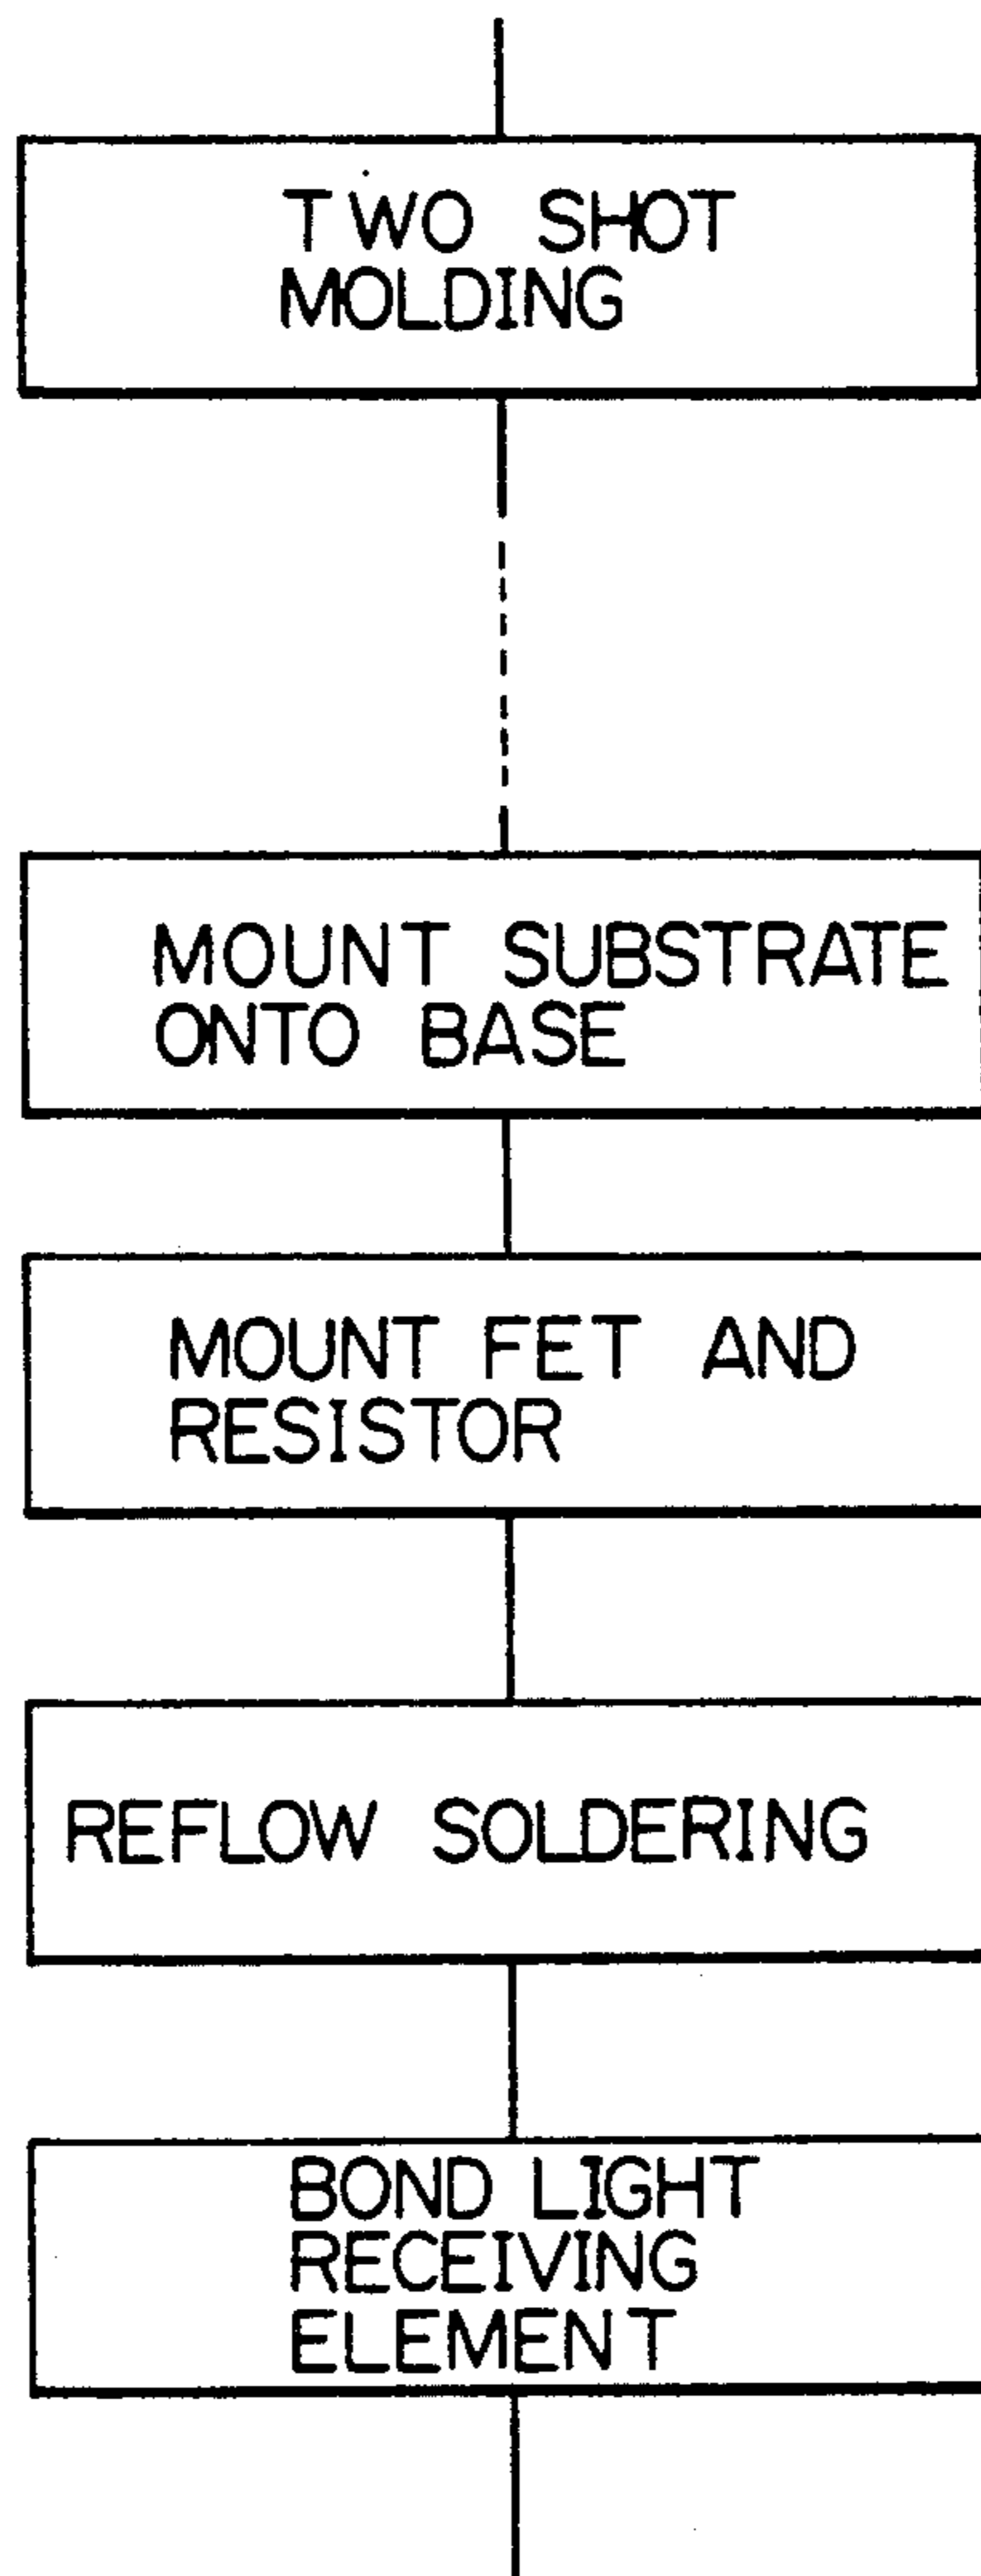 TWO SHOT
MOLDING
MOUNT SUBSTRATE
ONTO BASE
MOUNT FET AND
RESISTOR
REFLOW SOLDERING
BOND LIGHT
RECEIVING
ELEMENT